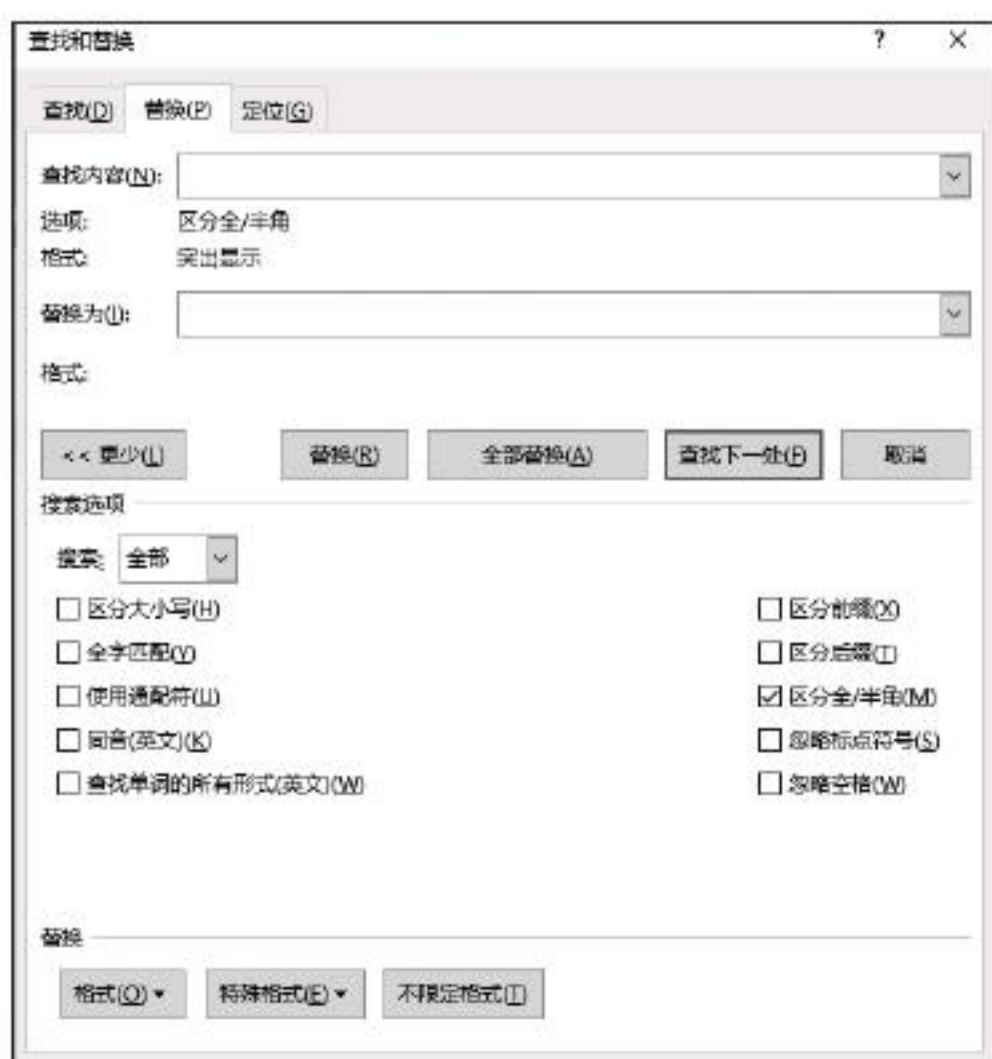 查找和替换 ? ×
查找(D) 替换(P) 定位(G)
查找内容(N):
选项: 区分全/半角
格式: 突出显示
替换为(I):
格式:
<< 更少(L) 替换(R) 全部替换(A) 查找下一处(F) 取消
搜索选项
搜索: 全部
区分大小写(H) 区分前缀(X)
全字匹配(Y) 区分后缀(T)
使用通配符(U) 区分全/半角(M)
同音(英文)(K) 忽略标点符号(S)
查找单词的所有形式(英文)(W) 忽略空格(W)
替换
格式(O) 特殊格式(E) 不限定格式(T)